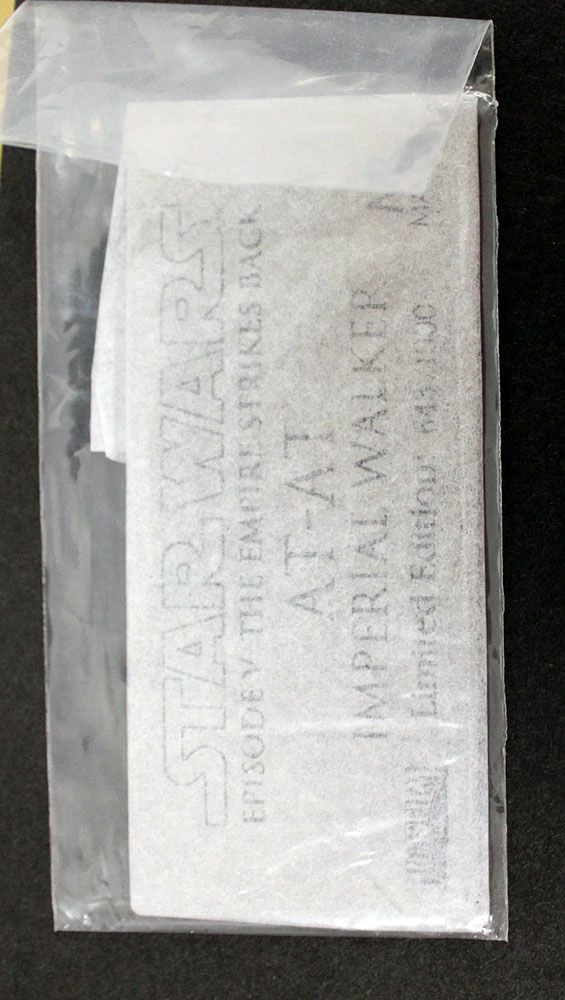 STAR WARS
EPISODE V THE EMPIRE STRIKES BACK
AT-AT
IMPERIAL WALKER
Limited Edition: